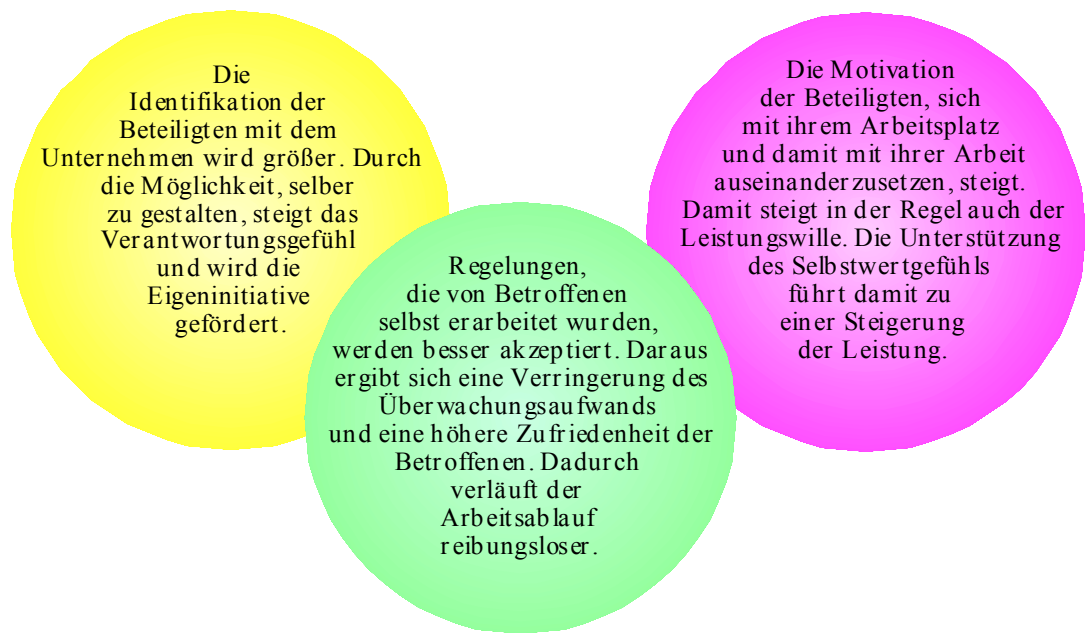 Die
Identifikation der
Beteiligten mit dem
Unternehmen wird größer. Durch
die Möglichkeit, selber
zu gestalten, steigt das
Verantwortungsgefühl
und wird die
Eigeninitiative
gefördert.
Regelungen,
die von Betroffenen
selbst erarbeitet wurden,
werden besser akzeptiert. Daraus
ergibt sich eine Verringerung des
Überwachungsaufwands
und eine höhere Zufriedenheit der
Betroffenen. Dadurch
verläuft der
Arbeitsablauf
reibungsloser.
Die Motivation
der Beteiligten, sich
mit ihrem Arbeitsplatz
und damit mit ihrer Arbeit
auseinanderzusetzen, steigt.
Damit steigt in der Regel auch der
Leistungswille. Die Unterstützung
des Selbstwertgefühls
führt damit zu
einer Steigerung
der Leistung.